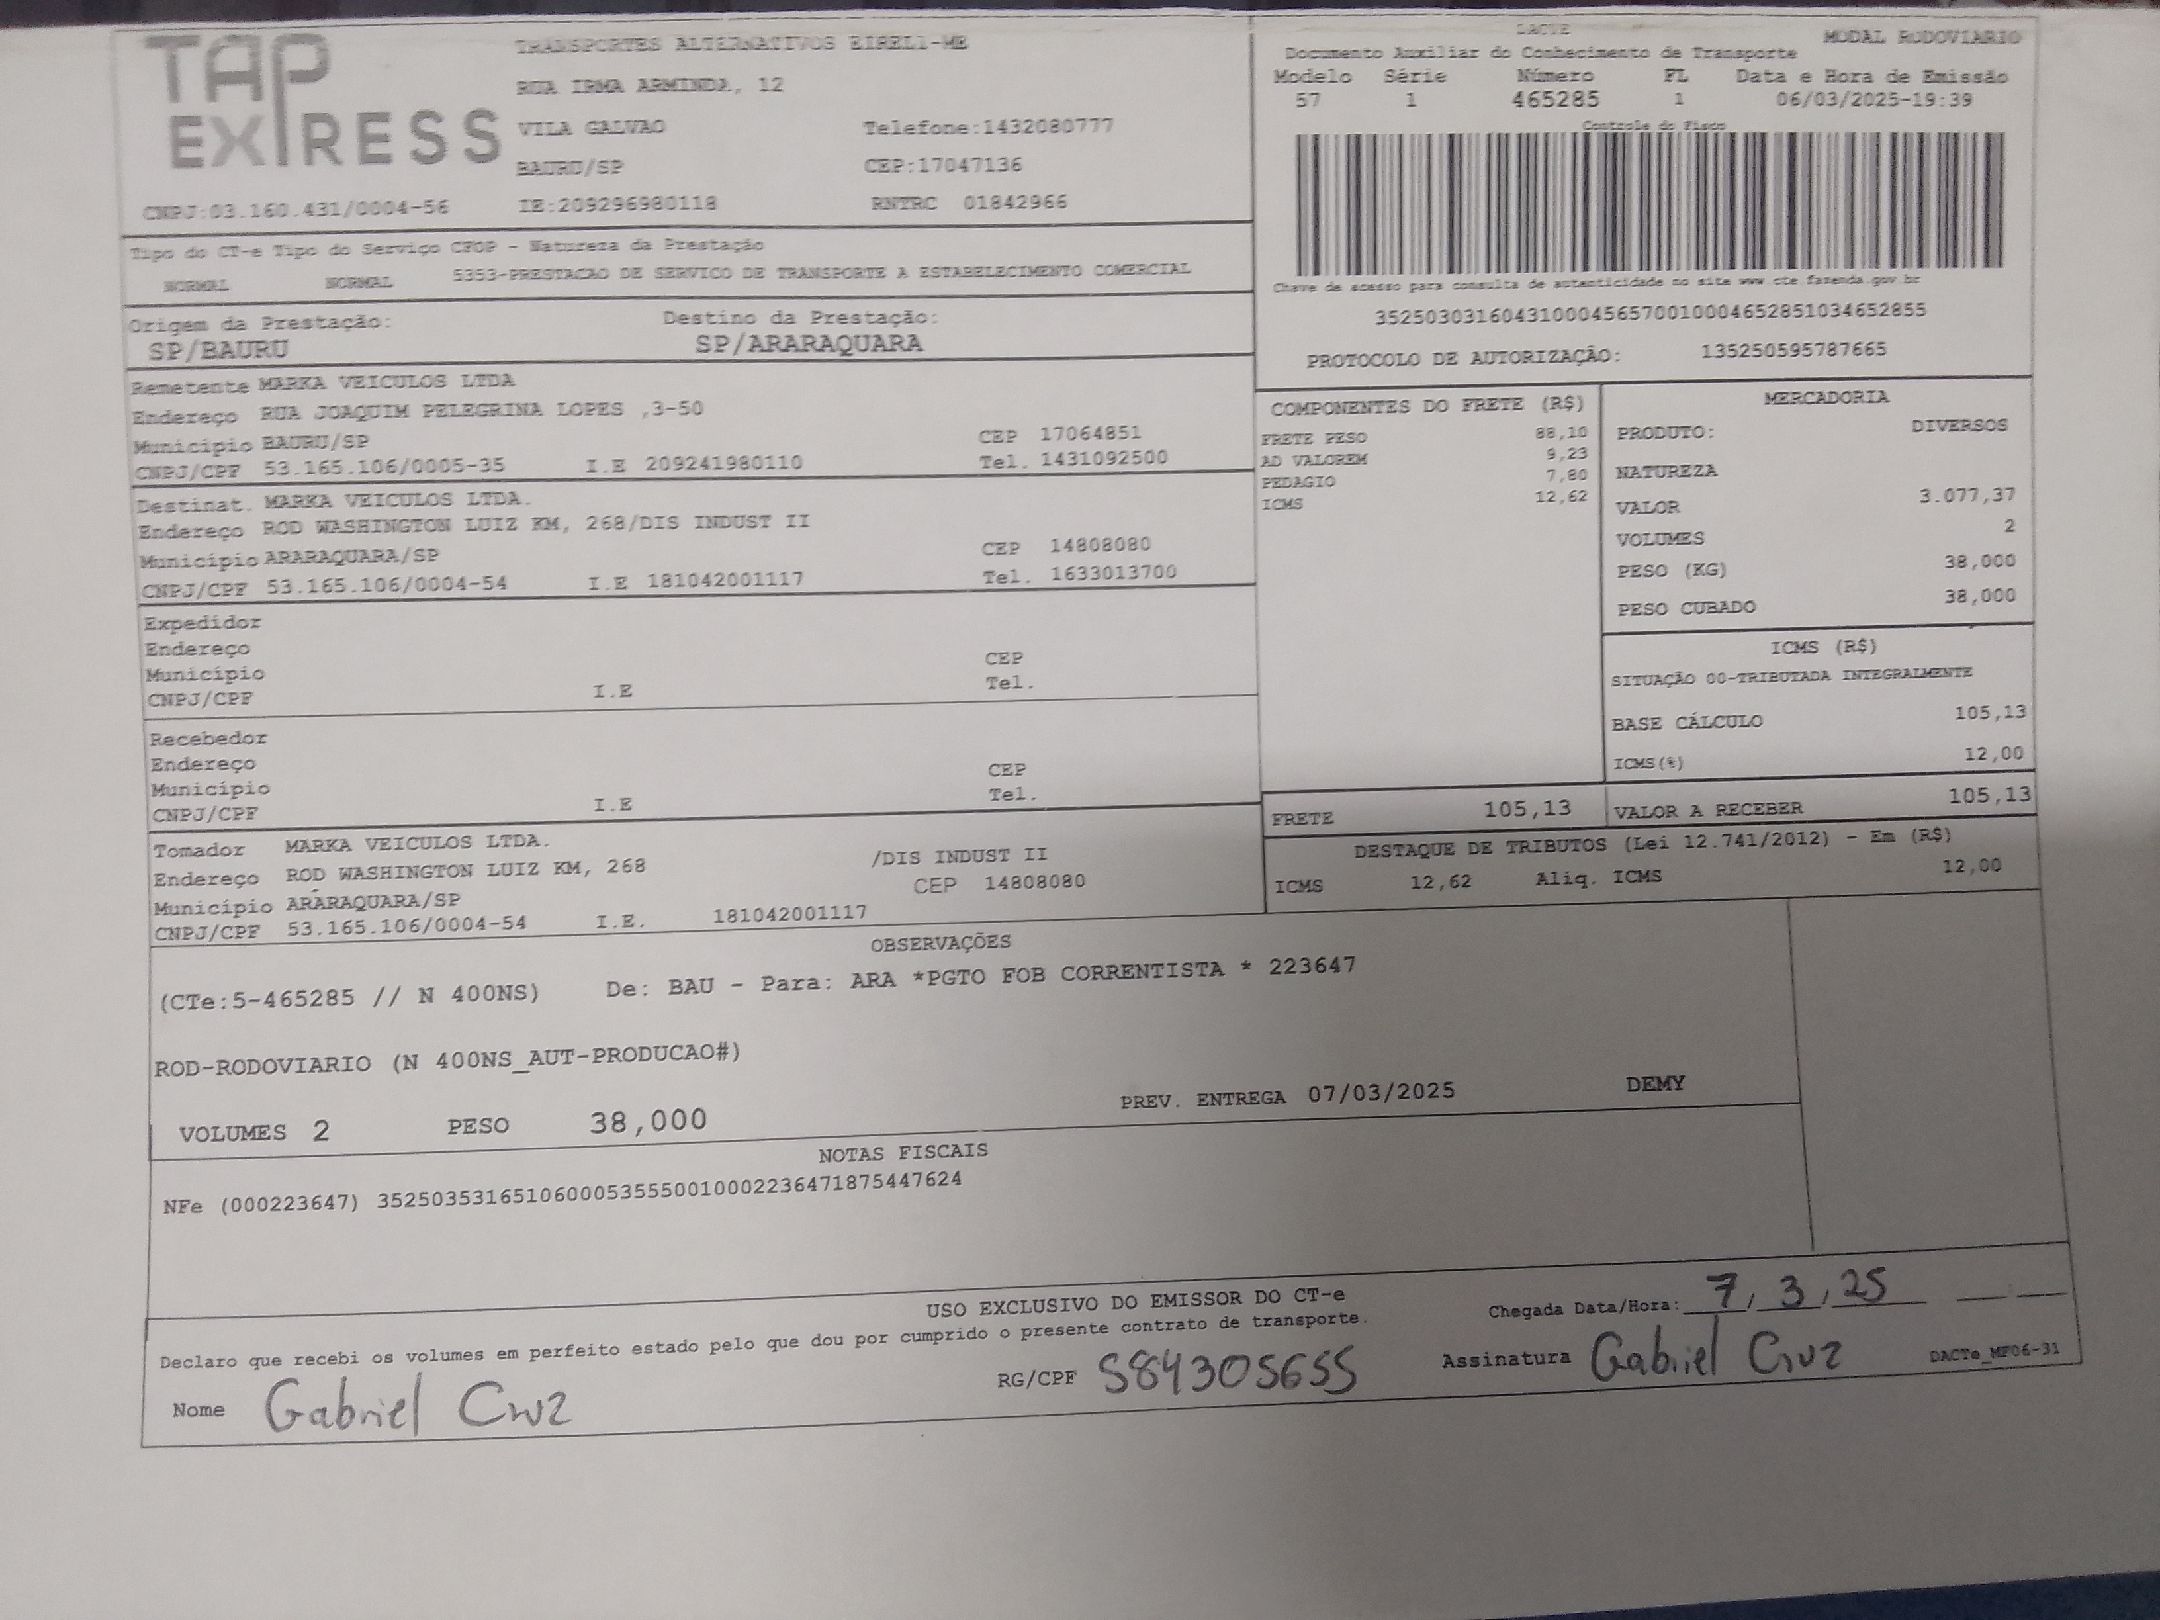 TAP
EXPRESS
TRANSPORTES ALTERNATIVOS EIRELI-ME
RUA IRMA ARMINDA, 12
VILA GALVAO Telefone:1432080777
BAURU/SP CEP:17047136
CNPJ:03.160.431/0004-56 IE:209296980118 RNTRC 01842966
DACTE MODAL RODOVIARIO
Documento Auxiliar do Conhecimento de Transporte
Modelo Série Número FL Data e Hora de Emissão
57 1 465285 1 06/03/2025-19:39
Controle do Fisco
Chave de acesso para consulta de autenticidade no site www.cte.fazenda.gov.br
35250303160431000456570010004652851034652855
PROTOCOLO DE AUTORIZAÇÃO: 135250595787665
Tipo do CT-e Tipo do Serviço CFOP - Natureza da Prestação
NORMAL NORMAL 5353-PRESTACAO DE SERVICO DE TRANSPORTE A ESTABELECIMENTO COMERCIAL
Origem da Prestação: Destino da Prestação:
SP/BAURU SP/ARARAQUARA
Remetente MARKA VEICULOS LTDA
Endereço RUA JOAQUIM PELEGRINA LOPES ,3-50
Município BAURU/SP CEP 17064851
CNPJ/CPF 53.165.106/0005-35 I.E 209241980110 Tel. 1431092500
Destinat. MARKA VEICULOS LTDA.
Endereço ROD WASHINGTON LUIZ KM, 268/DIS INDUST II
Município ARARAQUARA/SP CEP 14808080
CNPJ/CPF 53.165.106/0004-54 I.E 181042001117 Tel. 1633013700
Expedidor
Endereço
Município CEP
CNPJ/CPF I.E Tel.
Recebedor
Endereço
Município CEP
CNPJ/CPF I.E Tel.
Tomador MARKA VEICULOS LTDA.
Endereço ROD WASHINGTON LUIZ KM, 268 /DIS INDUST II
Município ARARAQUARA/SP CEP 14808080
CNPJ/CPF 53.165.106/0004-54 I.E. 181042001117
COMPONENTES DO FRETE (R$)
FRETE PESO 88,10
AD VALOREM 9,23
PEDAGIO 7,80
ICMS 12,62
MERCADORIA
PRODUTO: DIVERSOS
NATUREZA
VALOR 3.077,37
VOLUMES 2
PESO (KG) 38,000
PESO CUBADO 38,000
ICMS (R$)
SITUAÇÃO 00-TRIBUTADA INTEGRALMENTE
BASE CÁLCULO 105,13
ICMS(%) 12,00
FRETE 105,13 VALOR A RECEBER 105,13
DESTAQUE DE TRIBUTOS (Lei 12.741/2012) - Em (R$)
ICMS 12,62 Aliq. ICMS 12,00
OBSERVAÇÕES
(CTe:5-465285 // N 400NS) De: BAU - Para: ARA *PGTO FOB CORRENTISTA * 223647
ROD-RODOVIARIO (N 400NS_AUT-PRODUCAO#)
VOLUMES 2 PESO 38,000 PREV. ENTREGA 07/03/2025 DEMY
NOTAS FISCAIS
NFe (000223647) 35250353165106000535550010002236471875447624
USO EXCLUSIVO DO EMISSOR DO CT-e
Chegada Data/Hora: 7, 3, 25
Declaro que recebi os volumes em perfeito estado pelo que dou por cumprido o presente contrato de transporte.
Nome Gabriel Cruz RG/CPF 584305655 Assinatura Gabriel Cruz DACTe_MF06-31